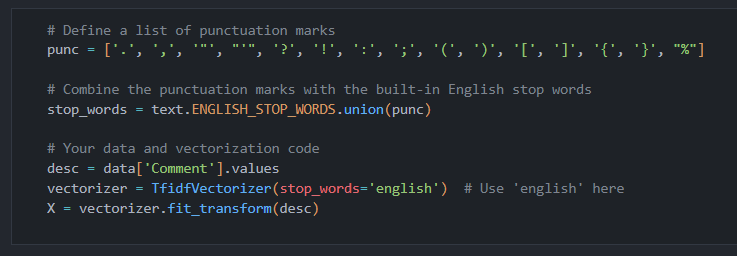 # Define a list of punctuation marks
punc = ['.', ',', '"', "'", '?', '!', ':', ';', '(', ')', '[', ']', '{', '}', "%"]
# Combine the punctuation marks with the built-in English stop words
stop_words = text.ENGLISH_STOP_WORDS.union(punc)
# Your data and vectorization code
desc = data['Comment'].values
vectorizer = TfidfVectorizer(stop_words='english')  # Use 'english' here
X = vectorizer.fit_transform(desc)